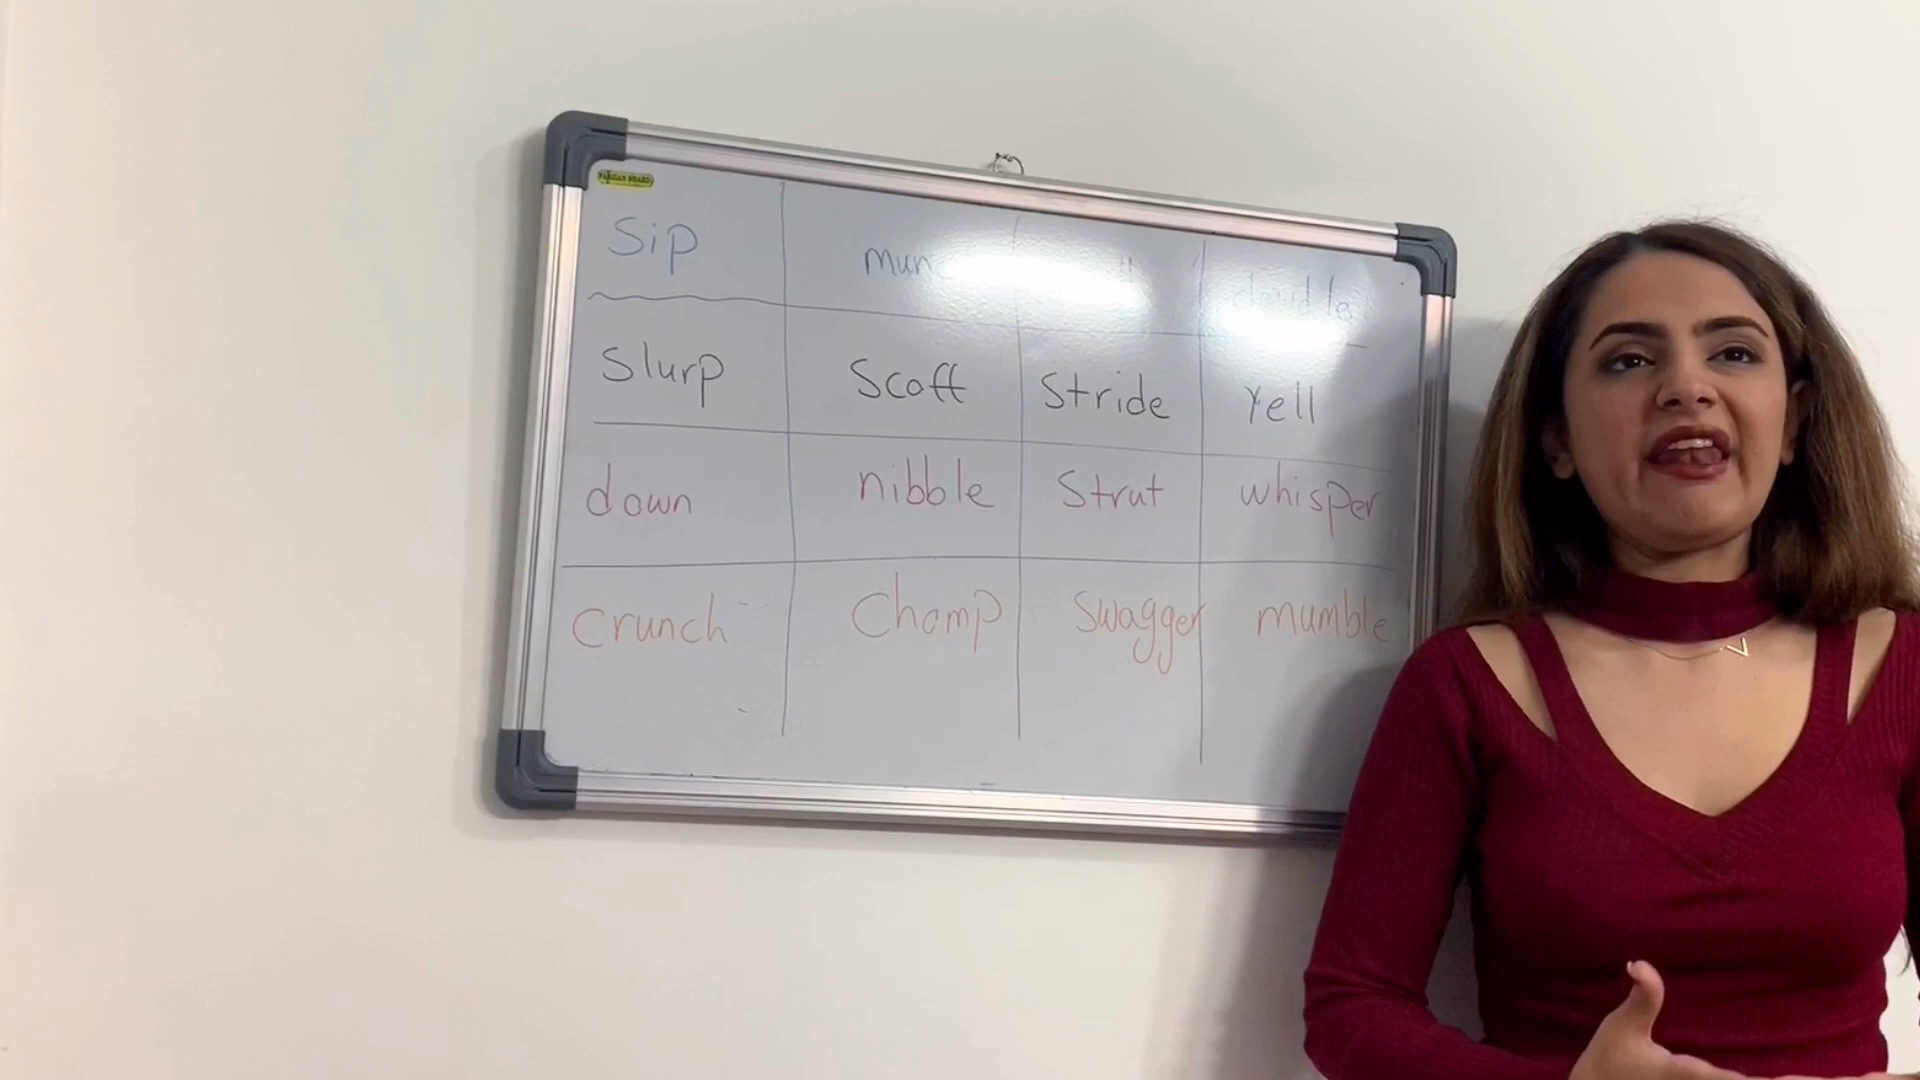 Sip
Slurp Scoff Stride Yell
down nibble Strut whisper
Crunch Chomp Swagger mumble